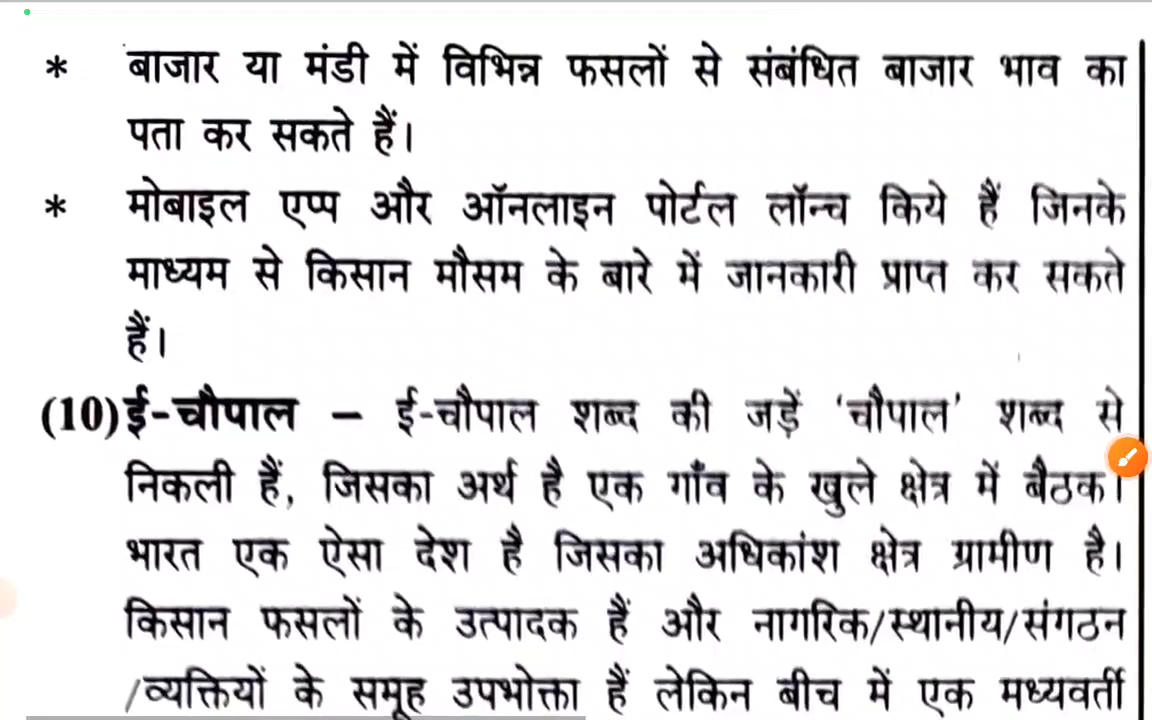 * बाजार या मंडी में विभिन्न फसलों से संबंधित बाजार भाव का
पता कर सकते हैं।
* मोबाइल एप्प और ऑनलाइन पोर्टल लॉन्च किये हैं जिनके
माध्यम से किसान मौसम के बारे में जानकारी प्राप्त कर सकते
हैं।
(10) ई-चौपाल – ई-चौपाल शब्द की जड़ें 'चौपाल' शब्द से
निकली हैं, जिसका अर्थ है एक गाँव के खुले क्षेत्र में बैठक।
भारत एक ऐसा देश है जिसका अधिकांश क्षेत्र ग्रामीण है।
किसान फसलों के उत्पादक हैं और नागरिक/स्थानीय/संगठन
/व्यक्तियों के समूह उपभोक्ता हैं लेकिन बीच में एक मध्यवर्ती